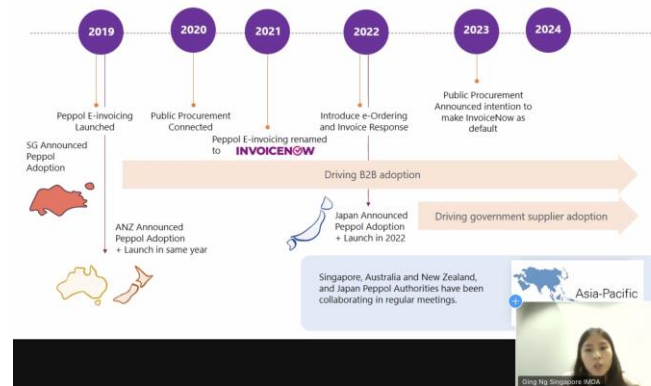 2019
2020
2021
2022
2023
2024
Peppol E-invoicing
Launched
Public Procurement
Connected
Peppol E-invoicing renamed
to INVOICENOW
Introduce e-Ordering
and Invoice Response
Public Procurement
Announced intention to
make InvoiceNow as
default
SG Announced
Peppol
Adoption
Driving B2B adoption
ANZ Announced
Peppol Adoption
+ Launch in same year
Japan Announced
Peppol Adoption
+ Launch in 2022
Driving government supplier adoption
Singapore, Australia and New Zealand,
and Japan Peppol Authorities have been
collaborating in regular meetings.
Asia-Pacific
Ging Ng Singapore IMDA